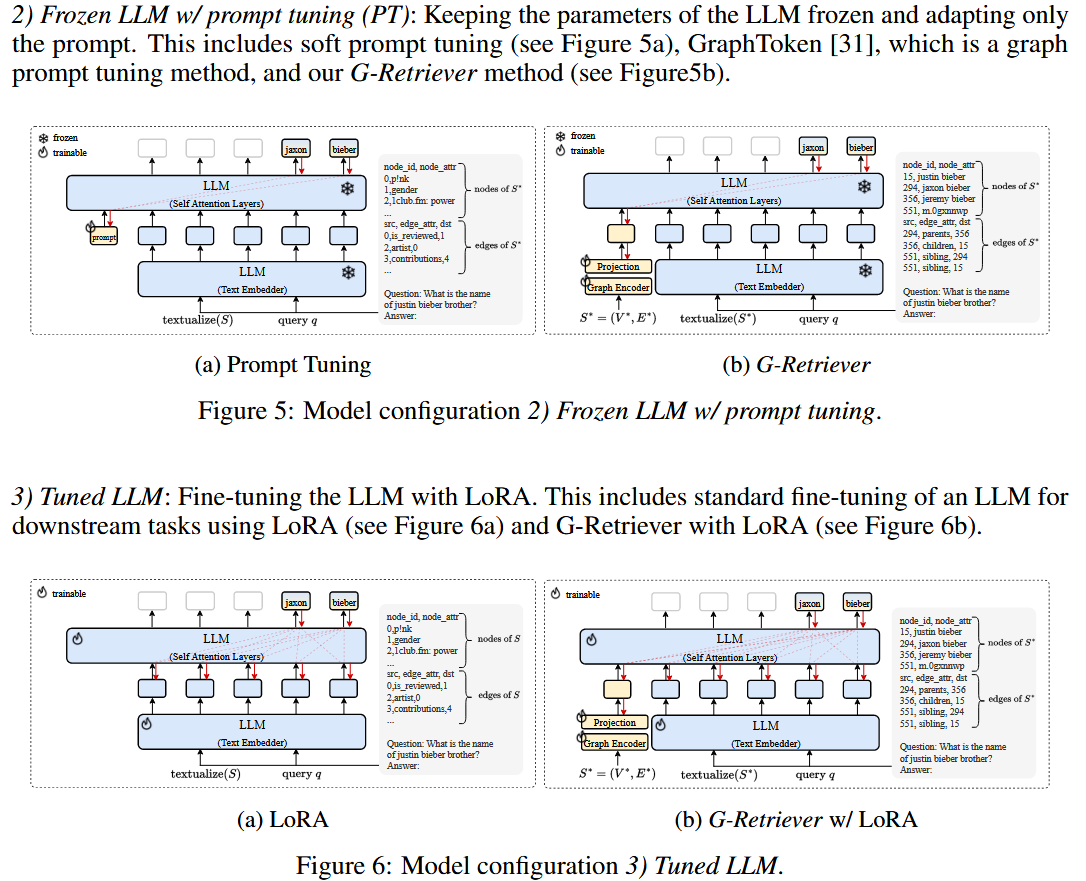 2) Frozen LLM w/ prompt tuning (PT): Keeping the parameters of the LLM frozen and adapting only
the prompt. This includes soft prompt tuning (see Figure 5a), GraphToken [31], which is a graph
prompt tuning method, and our G-Retriever method (see Figure5b).
frozen
trainable
jaxon
bieber
LLM
(Self Attention Layers)
prompt
LLM
(Text Embedder)
textualize(S)
query q
node_id, node_attr
0,p!nk
1,gender
2,1club.fm: power
...
src, edge_attr, dst
0,is_reviewed,1
2,artist,0
3,contributions,4
...
nodes of S*
edges of S*
Question: What is the name
of justin bieber brother?
Answer:
(a) Prompt Tuning
frozen
trainable
jaxon
bieber
LLM
(Self Attention Layers)
Projection
Graph Encoder
LLM
(Text Embedder)
S* = (V*, E*)
textualize(S*)
query q
node_id, node_attr
15, justin bieber
294, jaxon bieber
356, jeremy bieber
551, m.0gxnnwp
src, edge_attr, dst
294, parents, 356
356, children, 15
551, sibling, 294
551, sibling, 15
nodes of S*
edges of S*
Question: What is the name
of justin bieber brother?
Answer:
(b) G-Retriever
Figure 5: Model configuration 2) Frozen LLM w/ prompt tuning.
3) Tuned LLM: Fine-tuning the LLM with LoRA. This includes standard fine-tuning of an LLM for
downstream tasks using LoRA (see Figure 6a) and G-Retriever with LoRA (see Figure 6b).
trainable
jaxon
bieber
LLM
(Self Attention Layers)
LLM
(Text Embedder)
textualize(S)
query q
node_id, node_attr
0,p!nk
1,gender
2,1club.fm: power
...
src, edge_attr, dst
0,is_reviewed,1
2,artist,0
3,contributions,4
...
nodes of S
edges of S
Question: What is the name
of justin bieber brother?
Answer:
(a) LoRA
trainable
jaxon
bieber
LLM
(Self Attention Layers)
Projection
Graph Encoder
LLM
(Text Embedder)
S* = (V*, E*)
textualize(S*)
query q
node_id, node_attr
15, justin bieber
294, jaxon bieber
356, jeremy bieber
551, m.0gxnnwp
src, edge_attr, dst
294, parents, 356
356, children, 15
551, sibling, 294
551, sibling, 15
nodes of S*
edges of S*
Question: What is the name
of justin bieber brother?
Answer:
(b) G-Retriever w/ LoRA
Figure 6: Model configuration 3) Tuned LLM.